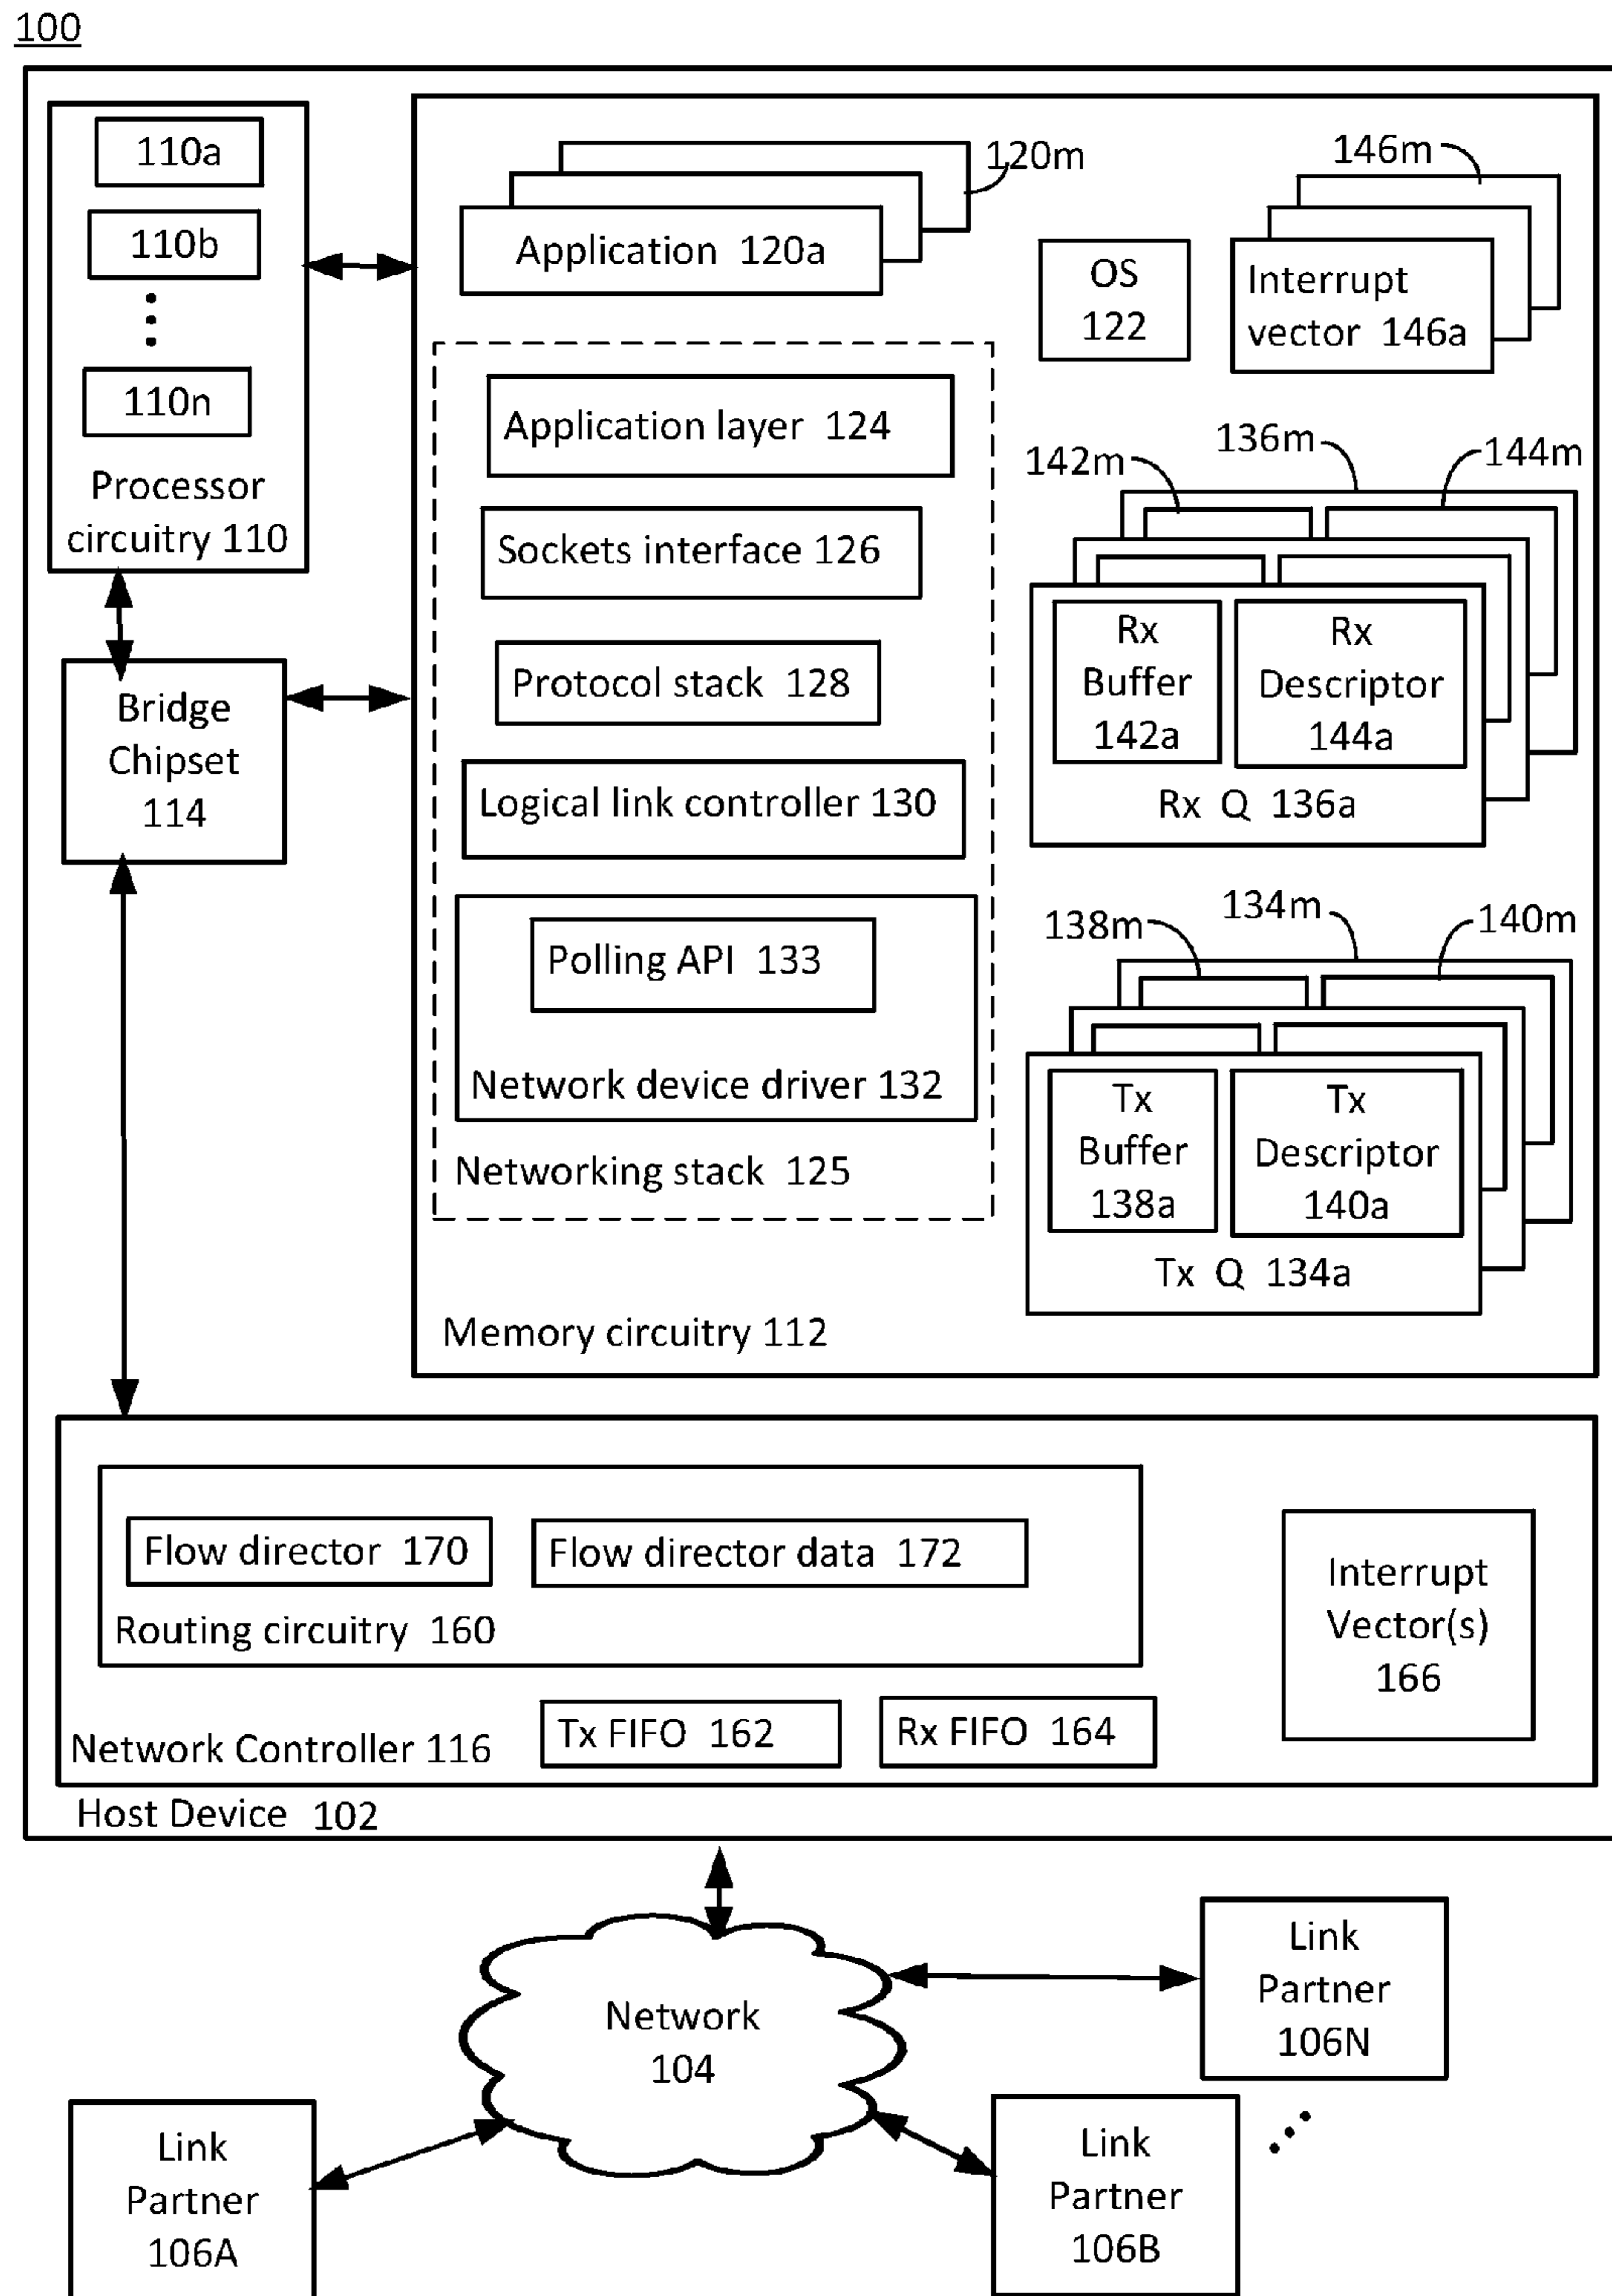 100
110a
110b
110n
Processor
circuitry 110
Bridge
Chipset
114
120m
Application 120a
OS
122
146m
Interrupt
vector 146a
Application layer 124
Sockets interface 126
Protocol stack 128
Logical link controller 130
Polling API 133
Network device driver 132
Networking stack 125
142m
136m
144m
Rx
Buffer
142a
Rx
Descriptor
144a
Rx Q 136a
138m
134m
140m
Tx
Buffer
138a
Tx
Descriptor
140a
Tx Q 134a
Memory circuitry 112
Flow director 170
Flow director data 172
Routing circuitry 160
Interrupt
Vector(s)
166
Tx FIFO 162
Rx FIFO 164
Network Controller 116
Host Device 102
Network
104
Link
Partner
106N
Link
Partner
106A
Link
Partner
106B